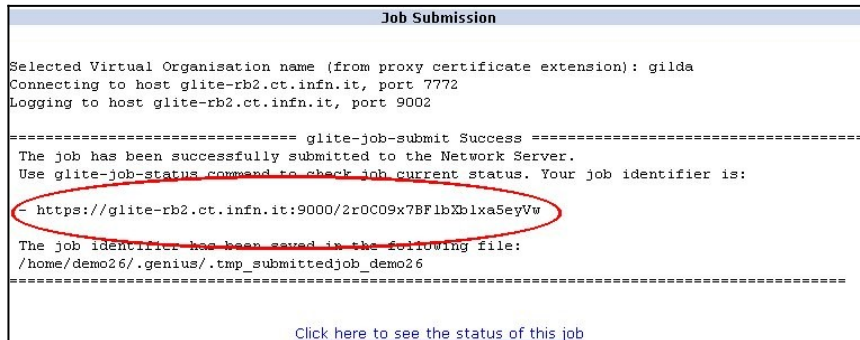 Job Submission
Selected Virtual Organisation name (from proxy certificate extension): gilda
Connecting to host glite-rb2.ct.infn.it, port 7772
Logging to host glite-rb2.ct.infn.it, port 9002
================================ glite-job-submit Success =====================================
The job has been successfully submitted to the Network Server.
Use glite-job-status command to check job current status. Your job identifier is:
- https://glite-rb2.ct.infn.it:9000/2r0C09x7BFlbXblxa5eyVw
The job identifier has been saved in the following file:
/home/demo26/.genius/.tmp_submittedjob_demo26
==============================================================================================
Click here to see the status of this job